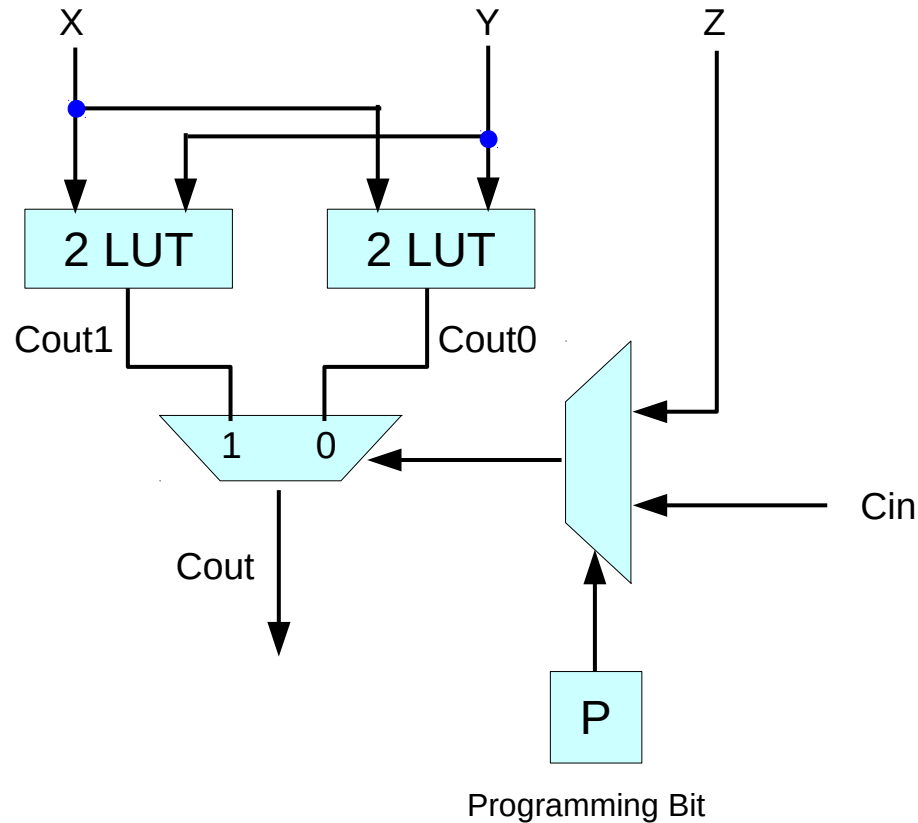 X Y Z
2 LUT 2 LUT
Cout1 Cout0
1 0
Cin
Cout
P
Programming Bit